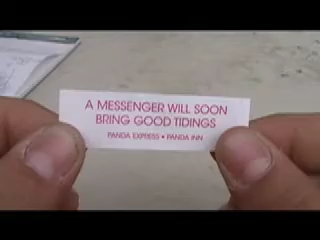 A MESSENGER WILL SOON
BRING GOOD TIDINGS
PANDA EXPRESS • PANDA INN